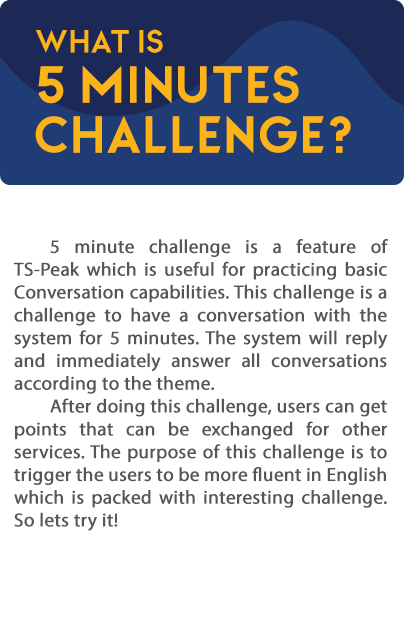 WHAT IS
5 MINUTES
CHALLENGE?
5 minute challenge is a feature of
TS-Peak which is useful for practicing basic
Conversation capabilities. This challenge is a
challenge to have a conversation with the
system for 5 minutes. The system will reply
and immediately answer all conversations
according to the theme.
After doing this challenge, users can get
points that can be exchanged for other
services. The purpose of this challenge is to
trigger the users to be more fluent in English
which is packed with interesting challenge.
So lets try it!